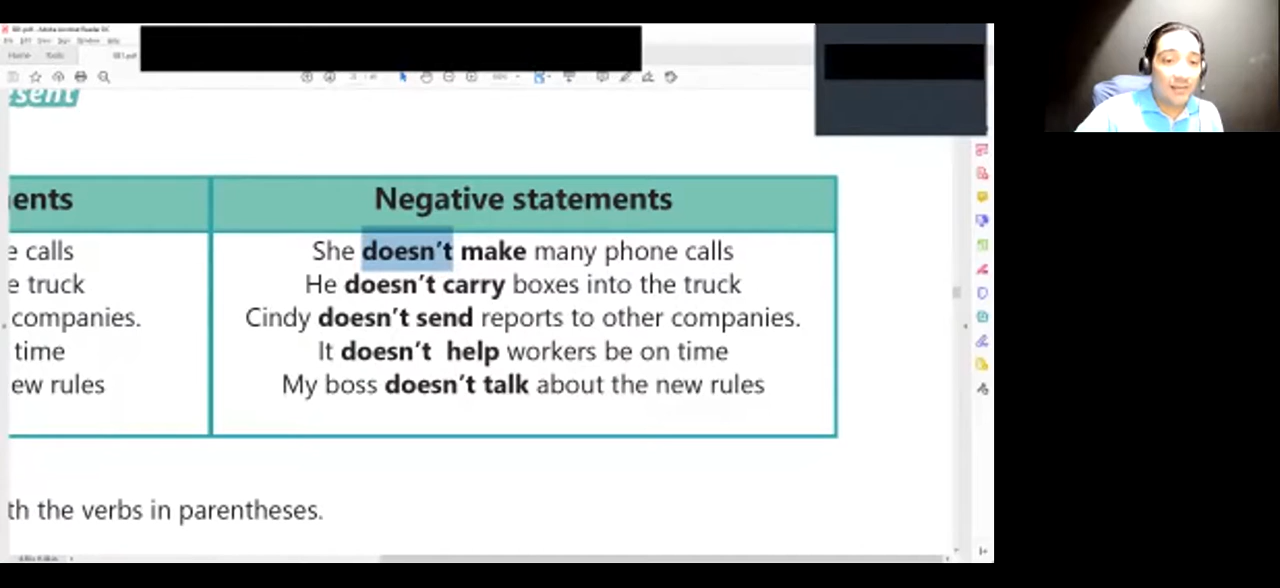 Home Tools
sent
ents
Negative statements
e calls
She doesn't make many phone calls
e truck
He doesn't carry boxes into the truck
companies.
Cindy doesn't send reports to other companies.
time
It doesn't help workers be on time
ew rules
My boss doesn't talk about the new rules
th the verbs in parentheses.